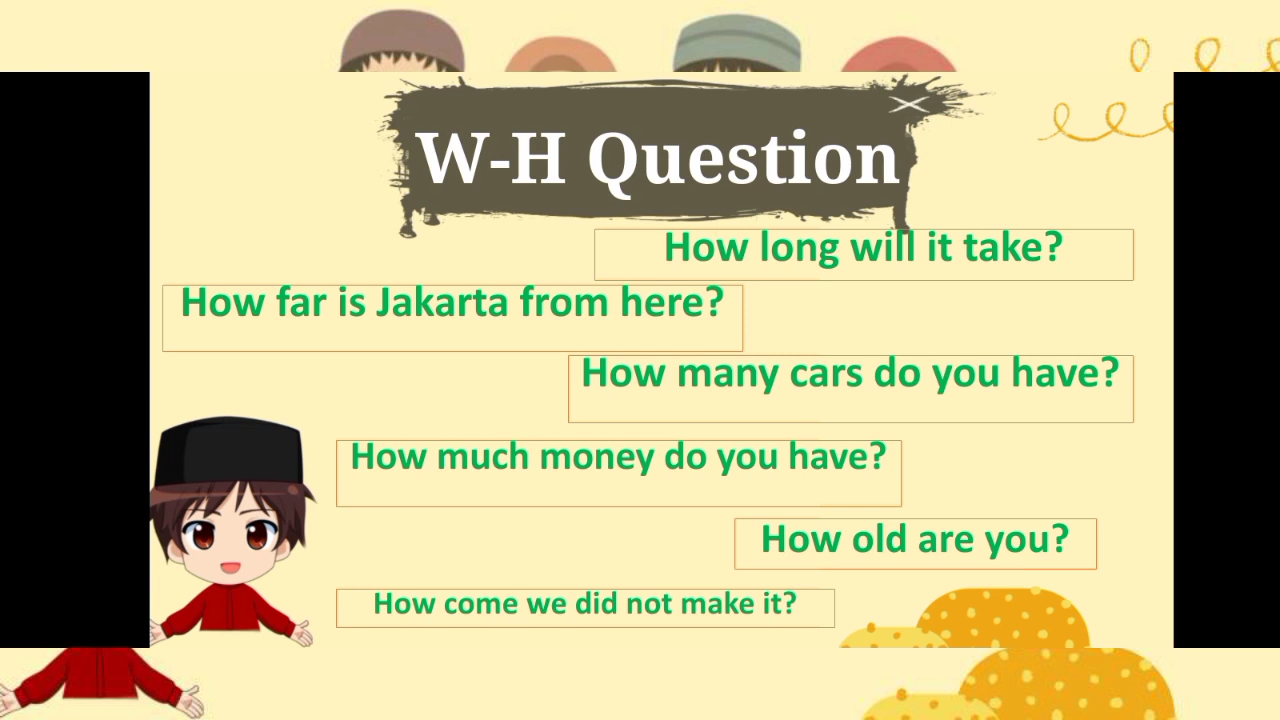 W-H Question
How long will it take?
How far is Jakarta from here?
How many cars do you have?
How much money do you have?
How old are you?
How come we did not make it?